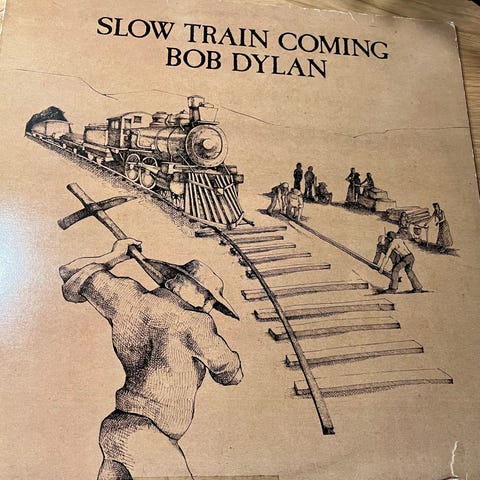 SLOW TRAIN COMING
BOB DYLAN